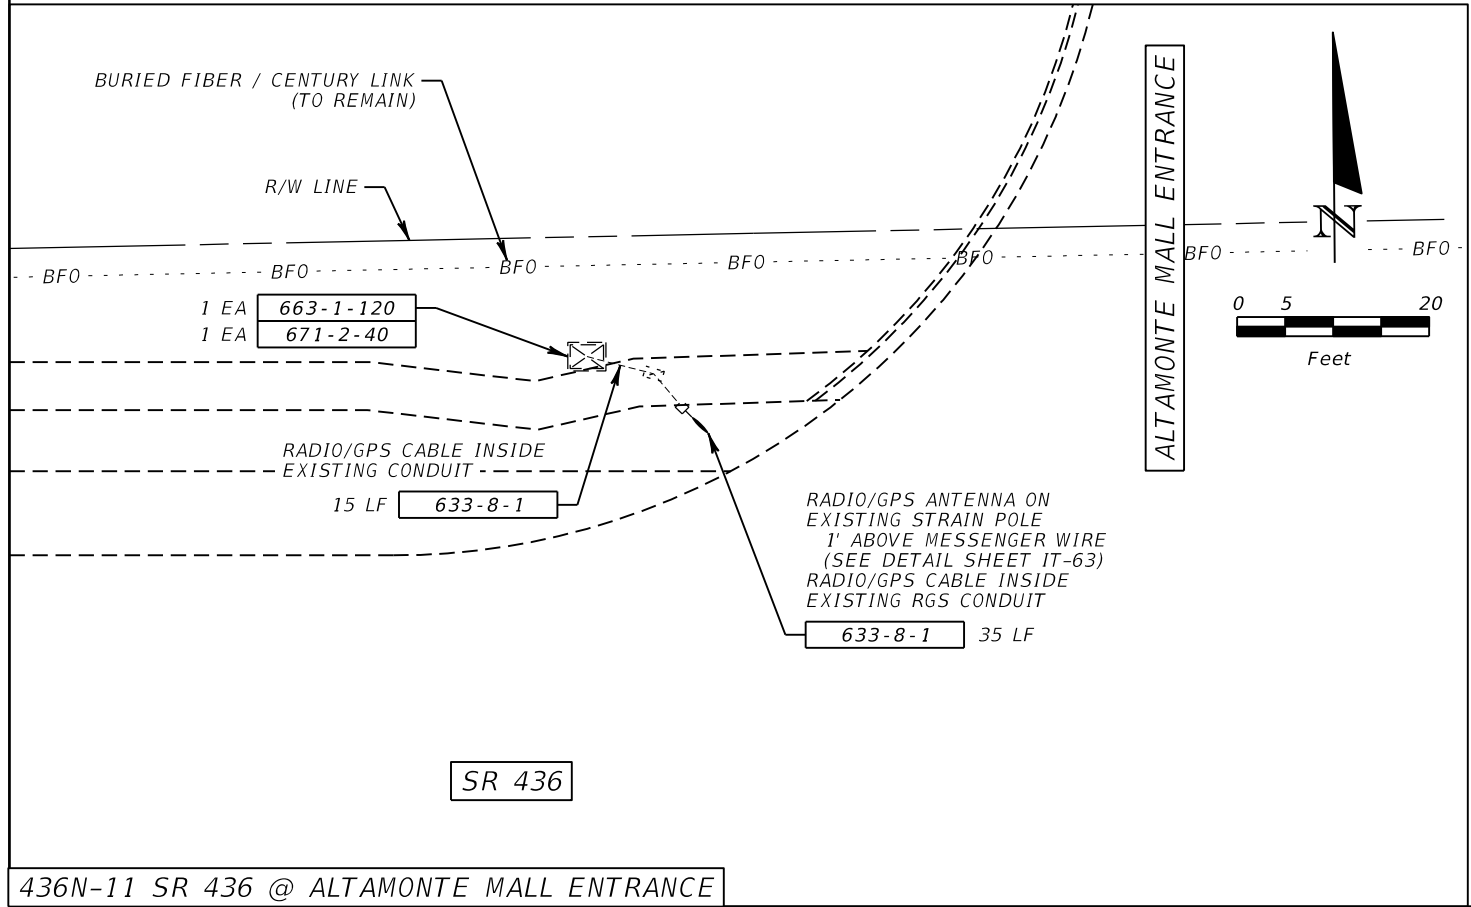 BURIED FIBER / CENTURY LINK
(TO REMAIN)
R/W LINE
BFO BFO BFO BFO BFO BFO BFO
1 EA 663-1-120
1 EA 671-2-40
RADIO/GPS CABLE INSIDE
EXISTING CONDUIT
15 LF 633-8-1
RADIO/GPS ANTENNA ON
EXISTING STRAIN POLE
1' ABOVE MESSENGER WIRE
(SEE DETAIL SHEET IT-63)
RADIO/GPS CABLE INSIDE
EXISTING RGS CONDUIT
633-8-1 35 LF
ALTAMONTE MALL ENTRANCE
N
0 5 20
Feet
SR 436
436N-11 SR 436 @ ALTAMONTE MALL ENTRANCE